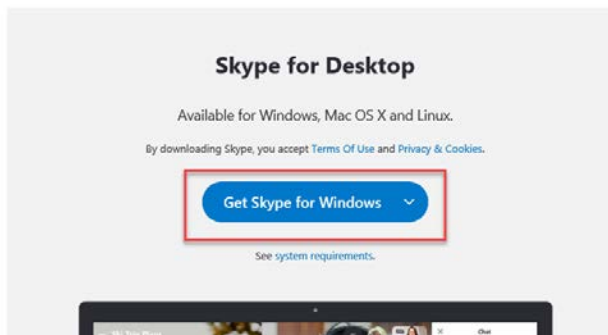 Skype for Desktop
Available for Windows, Mac OS X and Linux.
By downloading Skype, you accept Terms Of Use and Privacy & Cookies.
Get Skype for Windows
See system requirements.
Chat